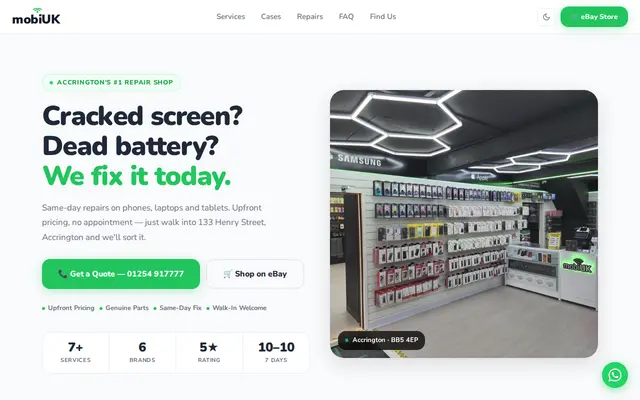 mobiUK
Services
Cases
Repairs
FAQ
Find Us
🛒 eBay Store
ACCRINGTON'S #1 REPAIR SHOP
Cracked screen?
Dead battery?
We fix it today.
Same-day repairs on phones, laptops and tablets. Upfront
pricing, no appointment — just walk into 133 Henry Street,
Accrington and we'll sort it.
📞 Get a Quote — 01254 917777
🛒 Shop on eBay
Upfront Pricing
Genuine Parts
Same-Day Fix
Walk-In Welcome
7+
SERVICES
6
BRANDS
5★
RATING
10–10
7 DAYS
SAMSUNG
Apple
mobiUK
Accrington · BB5 4EP